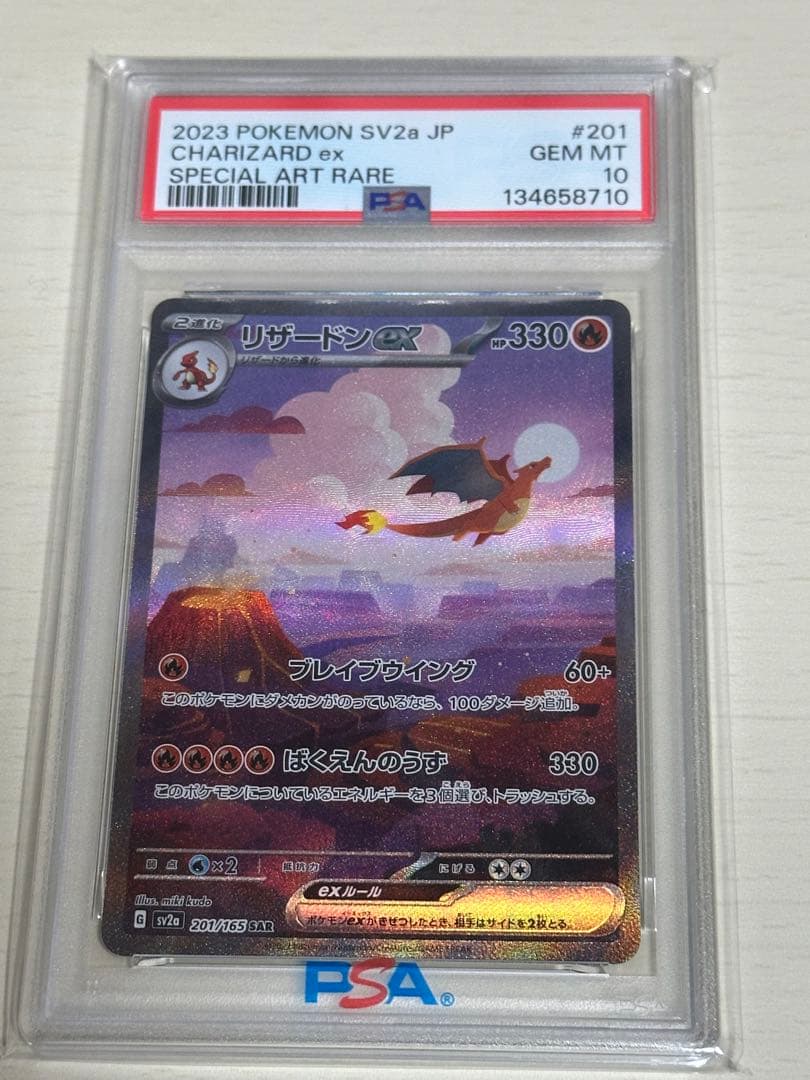 2023 POKEMON SV2a JP #201
CHARIZARD ex GEM MT
SPECIAL ART RARE 10
PSA 134658710
2進化 リザードンex HP330
リザードから進化
ブレイブウイング 60+
このポケモンにダメカンがのっているなら、100ダメージ追加。
ばくえんのうず 330
このポケモンについているエネルギーを3個選び、トラッシュする。
弱点 ×2 抵抗力 にげる
exルール
ポケモンexがきぜつしたとき、相手はサイドを2枚とる。
Illus. miki kudo
G sv2a 201/165 SAR
PSA®